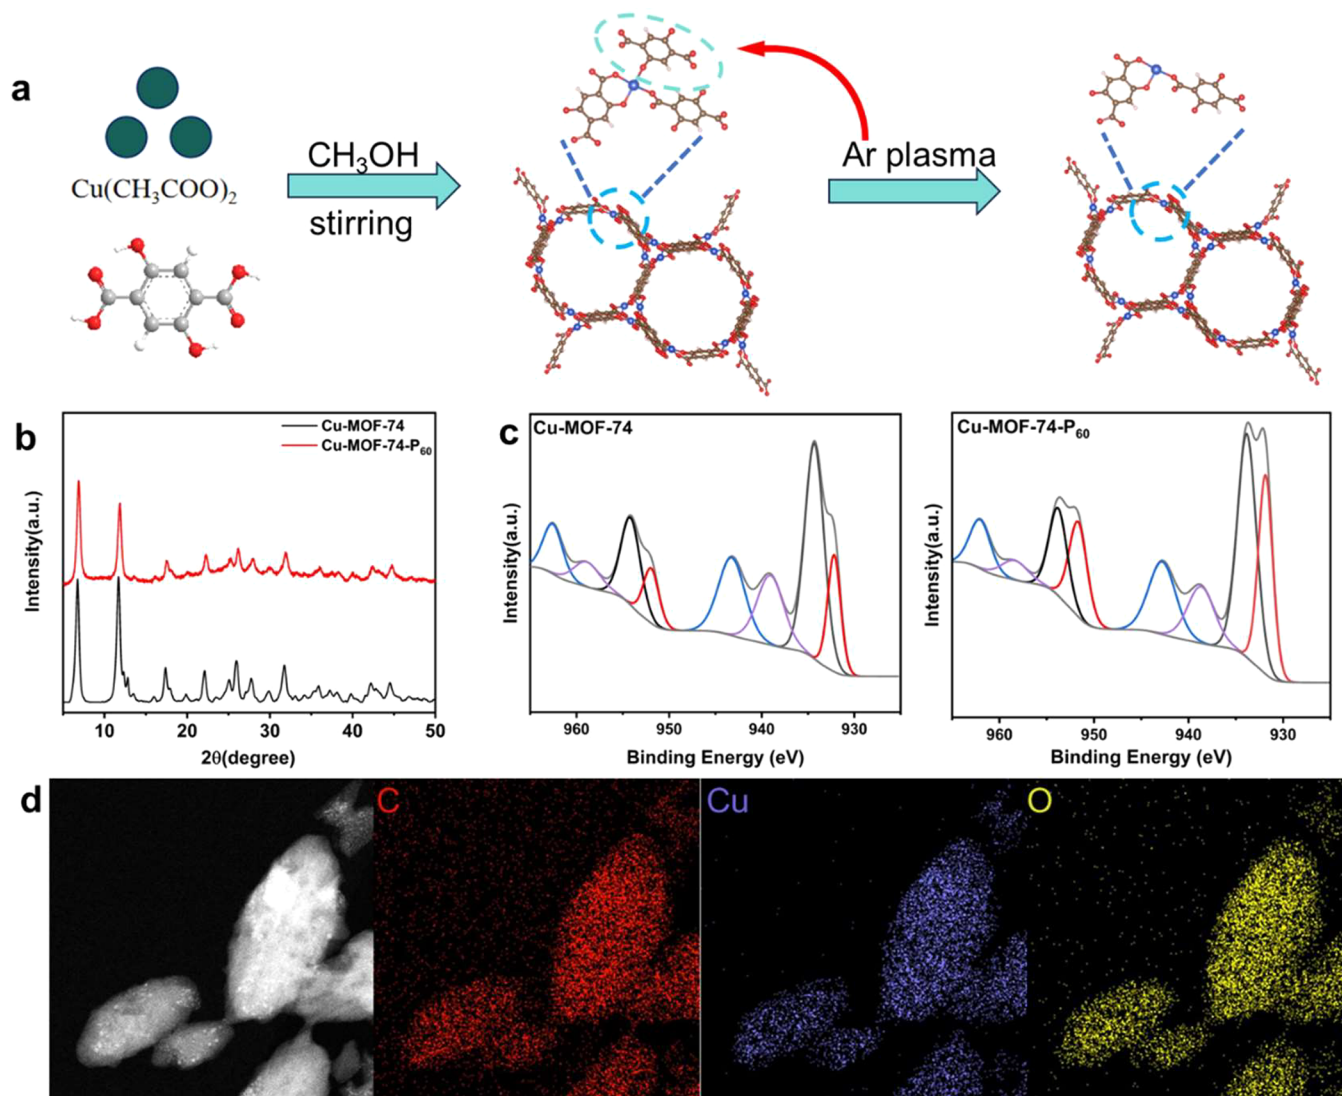 a
Cu(CH₃COO)₂
CH₃OH
stirring
Ar plasma
b
Cu-MOF-74
Cu-MOF-74-P₆₀
Intensity(a.u.)
10 20 30 40 50
2θ(degree)
c
Cu-MOF-74
Intensity(a.u.)
960 950 940 930
Binding Energy (eV)
Cu-MOF-74-P₆₀
Intensity(a.u.)
960 950 940 930
Binding Energy (eV)
d
C
Cu
O